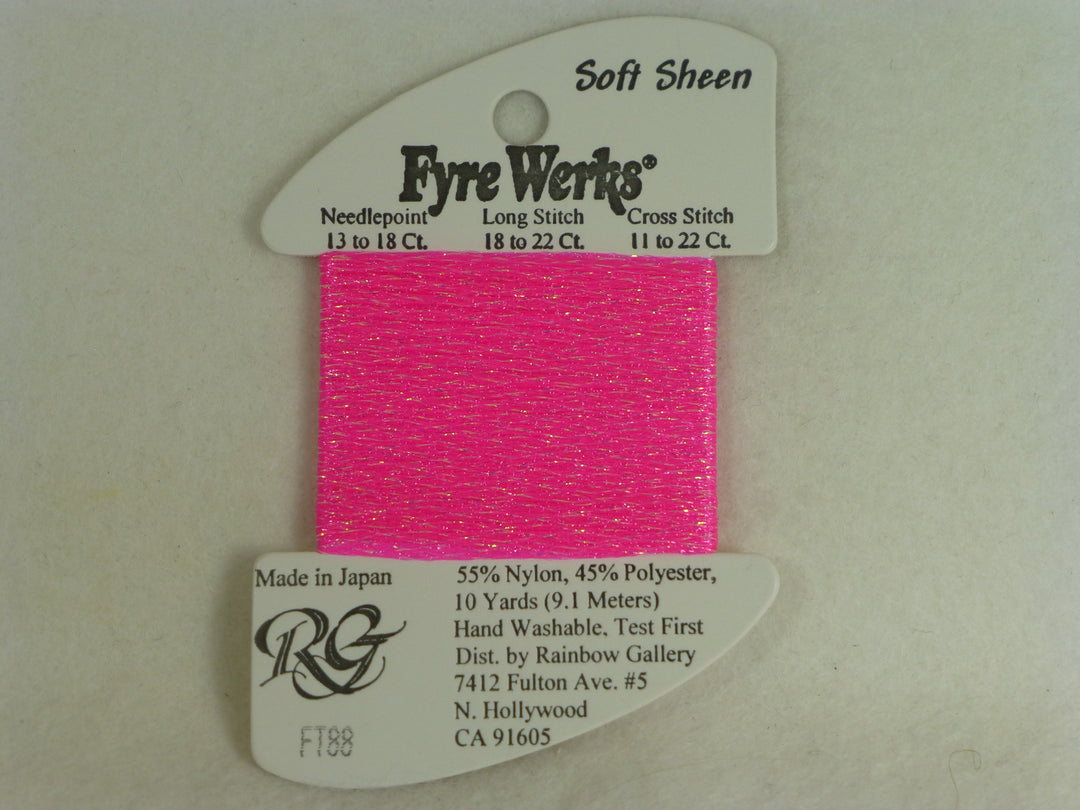 Soft Sheen
Fyre Werks®
Needlepoint Long Stitch Cross Stitch
13 to 18 Ct. 18 to 22 Ct. 11 to 22 Ct.
Made in Japan
RG
FT88
55% Nylon, 45% Polyester,
10 Yards (9.1 Meters)
Hand Washable, Test First
Dist. by Rainbow Gallery
7412 Fulton Ave. #5
N. Hollywood
CA 91605